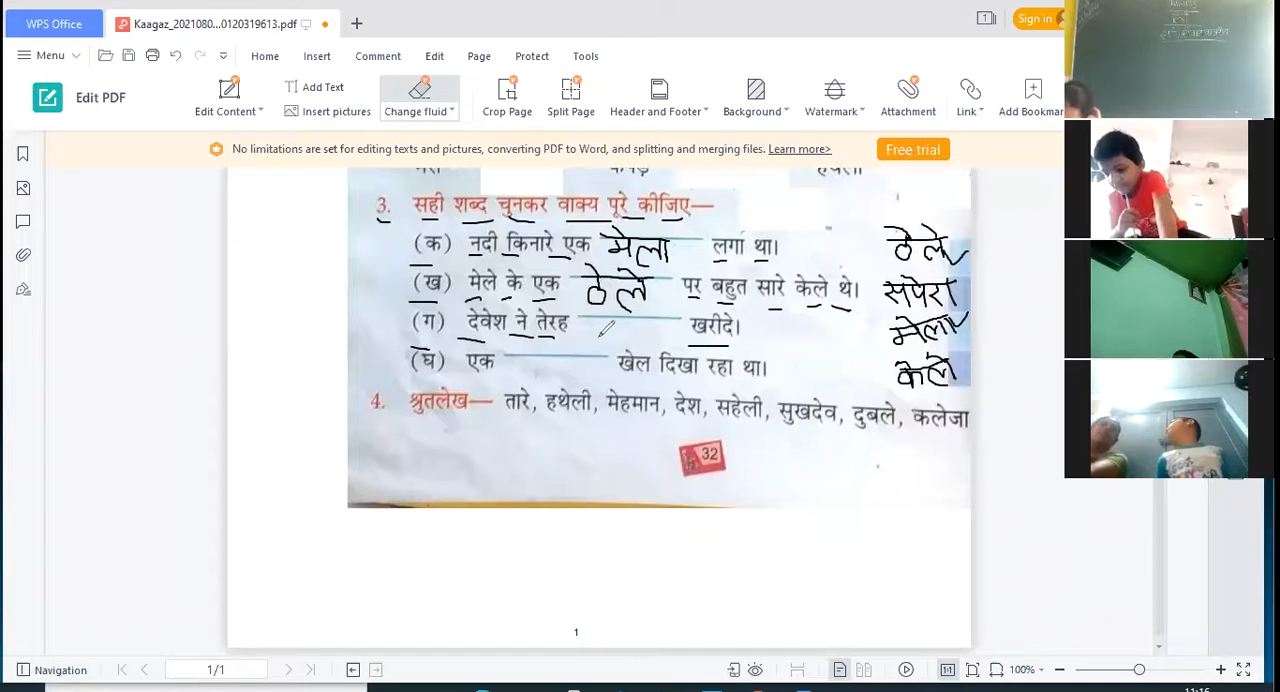 WPS Office
Kaagaz_2021080...0120319613.pdf
Sign in
Menu
Home Insert Comment Edit Page Protect Tools
Edit PDF
Edit Content
Add Text
Insert pictures
Change fluid
Crop Page
Split Page
Header and Footer
Background
Watermark
Attachment
Link
Add Bookmar
No limitations are set for editing texts and pictures, converting PDF to Word, and splitting and merging files. Learn more>
Free trial
3. सही शब्द चुनकर वाक्य पूरे कीजिए—
(क) नदी किनारे एक मेला लगा था। ठेले
(ख) मेले के एक ठेले पर बहुत सारे केले थे। सपेरा
(ग) देवेश ने तेरह खरीदे। मेला
(घ) एक खेल दिखा रहा था। केले
4. श्रुतलेख— तारे, हथेली, मेहमान, देश, सहेली, सुखदेव, दुबले, कलेजा
32
1
Navigation
1/1
100%
11:16